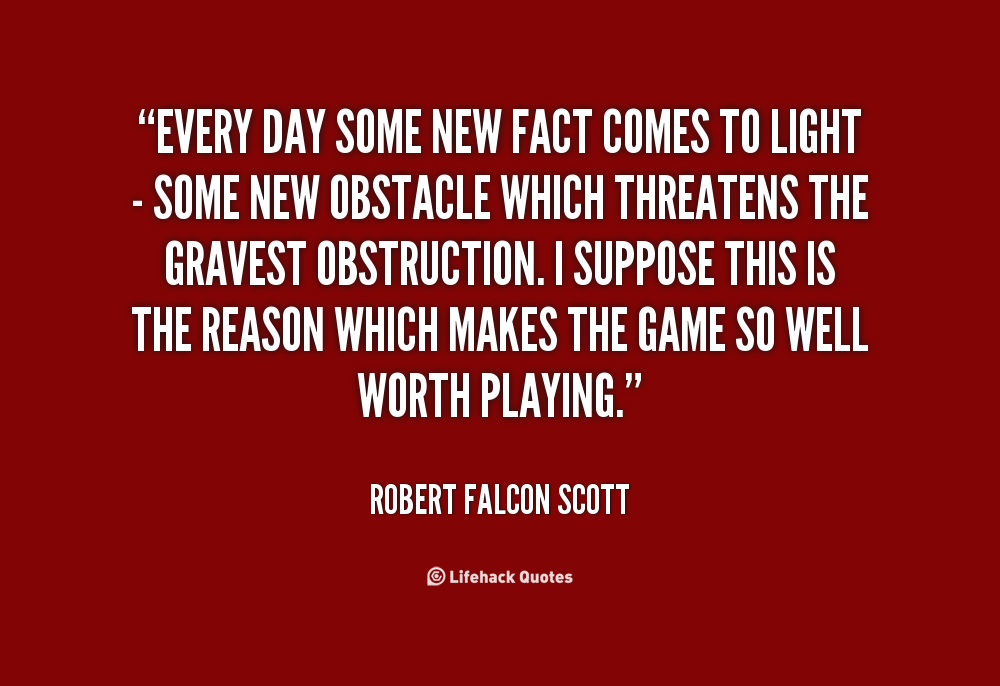 “EVERY DAY SOME NEW FACT COMES TO LIGHT
- SOME NEW OBSTACLE WHICH THREATENS THE
GRAVEST OBSTRUCTION. I SUPPOSE THIS IS
THE REASON WHICH MAKES THE GAME SO WELL
WORTH PLAYING.”
ROBERT FALCON SCOTT
Lifehack Quotes